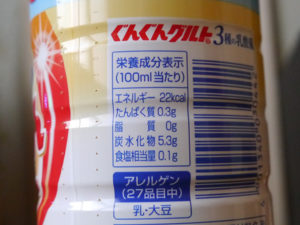 ぐんぐんグルト
3種の乳酸菌
栄養成分表示
(100ml当たり)
エネルギー 22kcal
たんぱく質 0.3g
脂　　質　0g
炭水化物 5.3g
食塩相当量 0.1g
アレルゲン
(27品目中)
乳・大豆